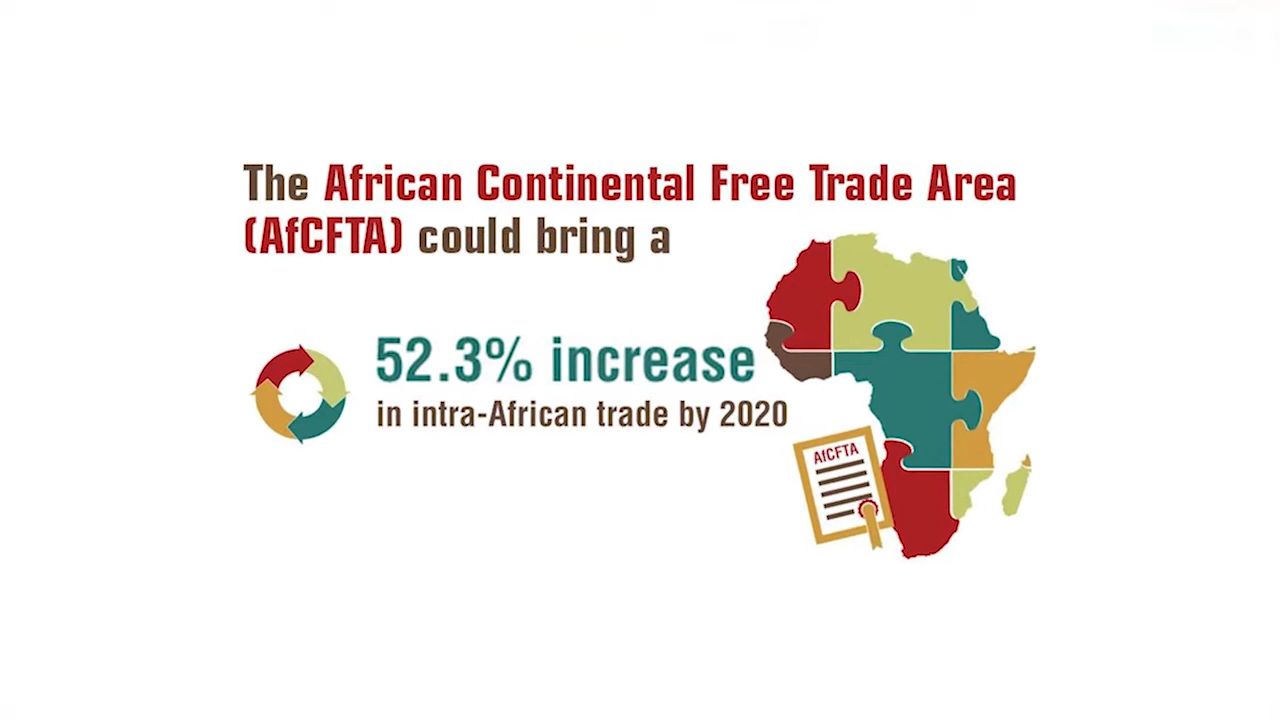 The African Continental Free Trade Area
(AfCFTA) could bring a
52.3% increase
in intra-African trade by 2020
AfCFTA